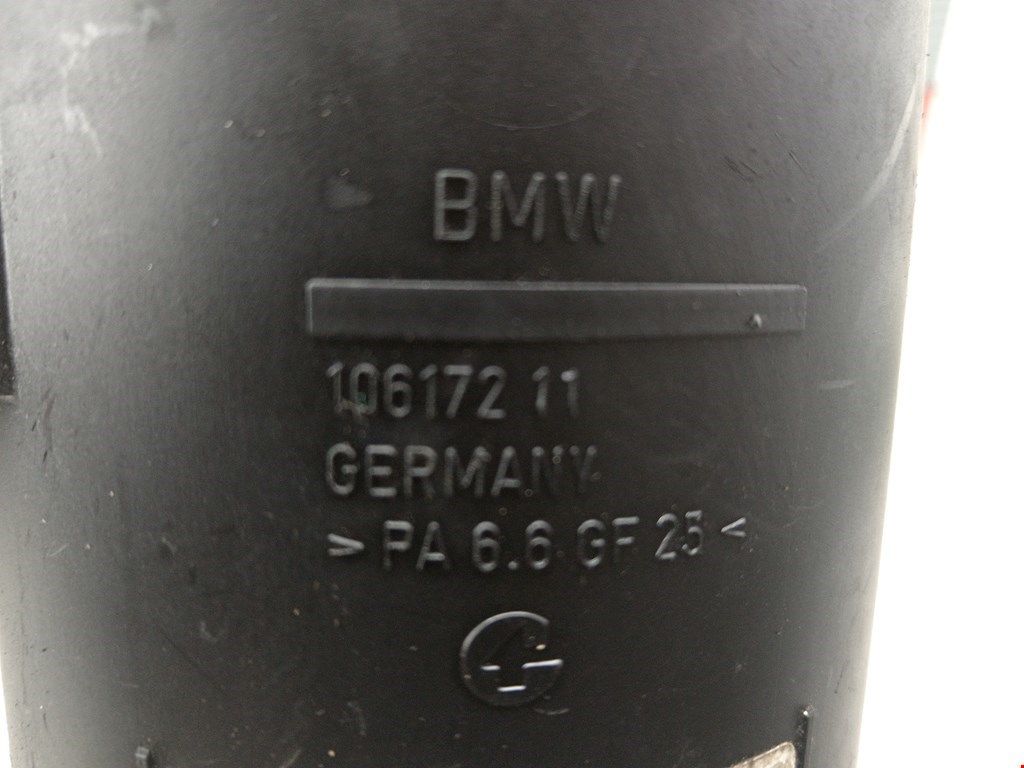 BMW
106172 11
GERMANY
> PA 6.6 GF 25 <